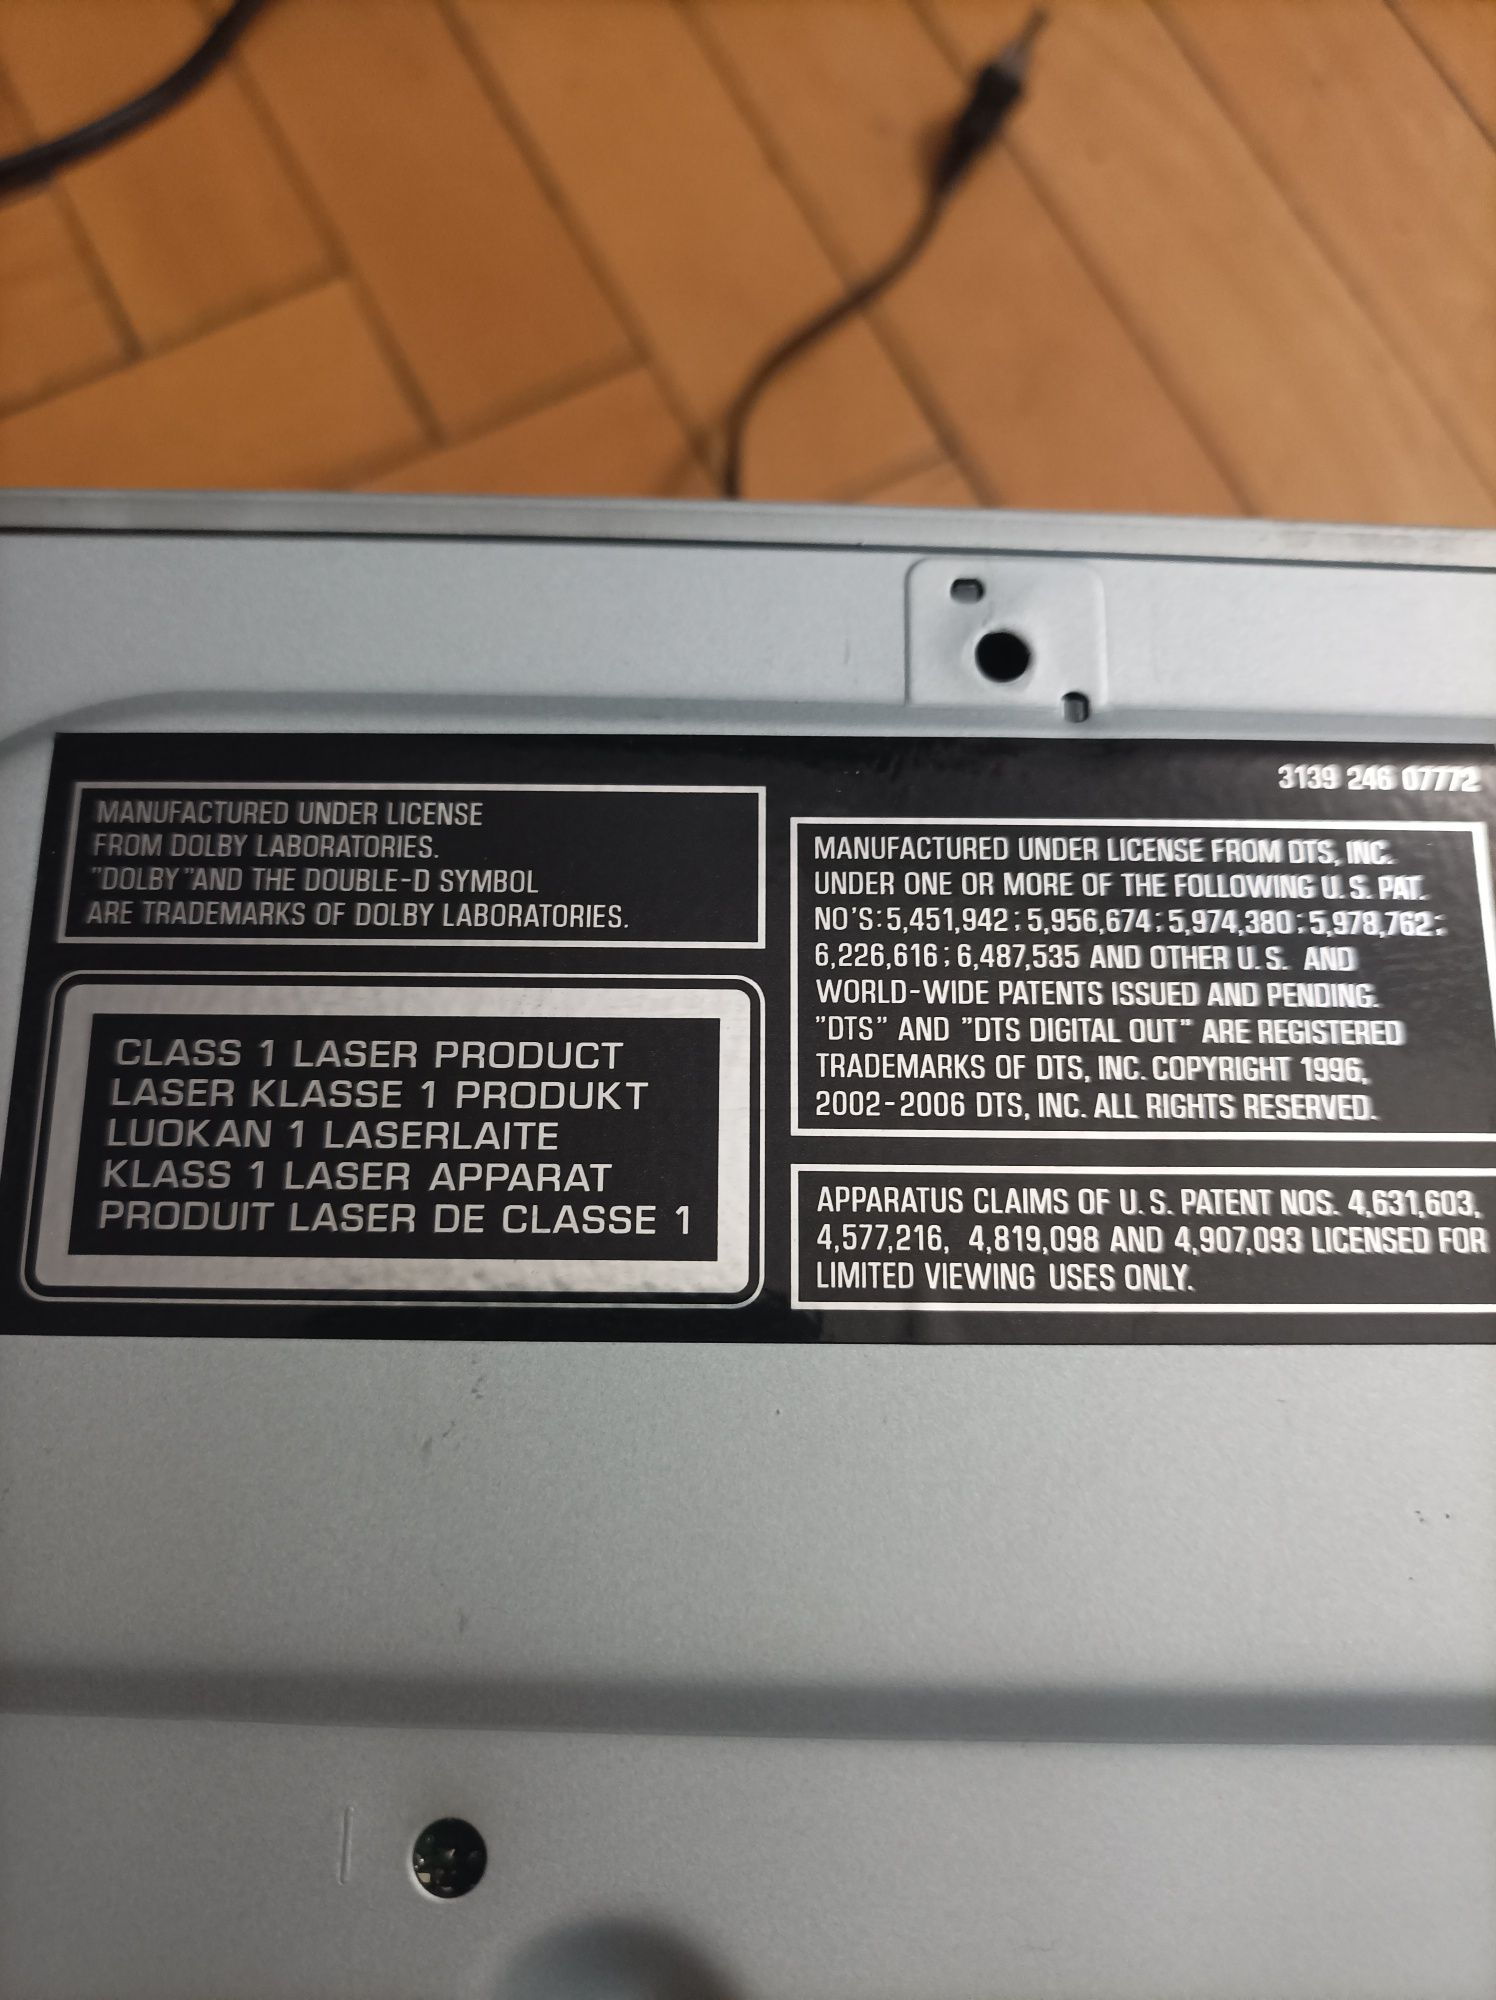 MANUFACTURED UNDER LICENSE
FROM DOLBY LABORATORIES.
"DOLBY "AND THE DOUBLE-D SYMBOL
ARE TRADEMARKS OF DOLBY LABORATORIES.
CLASS 1 LASER PRODUCT
LASER KLASSE 1 PRODUKT
LUOKAN 1 LASERLAITE
KLASS 1 LASER APPARAT
PRODUIT LASER DE CLASSE 1
3139 246 07772
MANUFACTURED UNDER LICENSE FROM DTS, INC.
UNDER ONE OR MORE OF THE FOLLOWING U.S. PAT.
NO'S:5,451,942; 5,956,674; 5,974,380; 5,978,762;
6,226,616; 6,487,535 AND OTHER U.S. AND
WORLD-WIDE PATENTS ISSUED AND PENDING.
"DTS" AND "DTS DIGITAL OUT" ARE REGISTERED
TRADEMARKS OF DTS, INC. COPYRIGHT 1996,
2002-2006 DTS, INC. ALL RIGHTS RESERVED.
APPARATUS CLAIMS OF U.S. PATENT NOS. 4,631,603,
4,577,216, 4,819,098 AND 4,907,093 LICENSED FOR
LIMITED VIEWING USES ONLY.